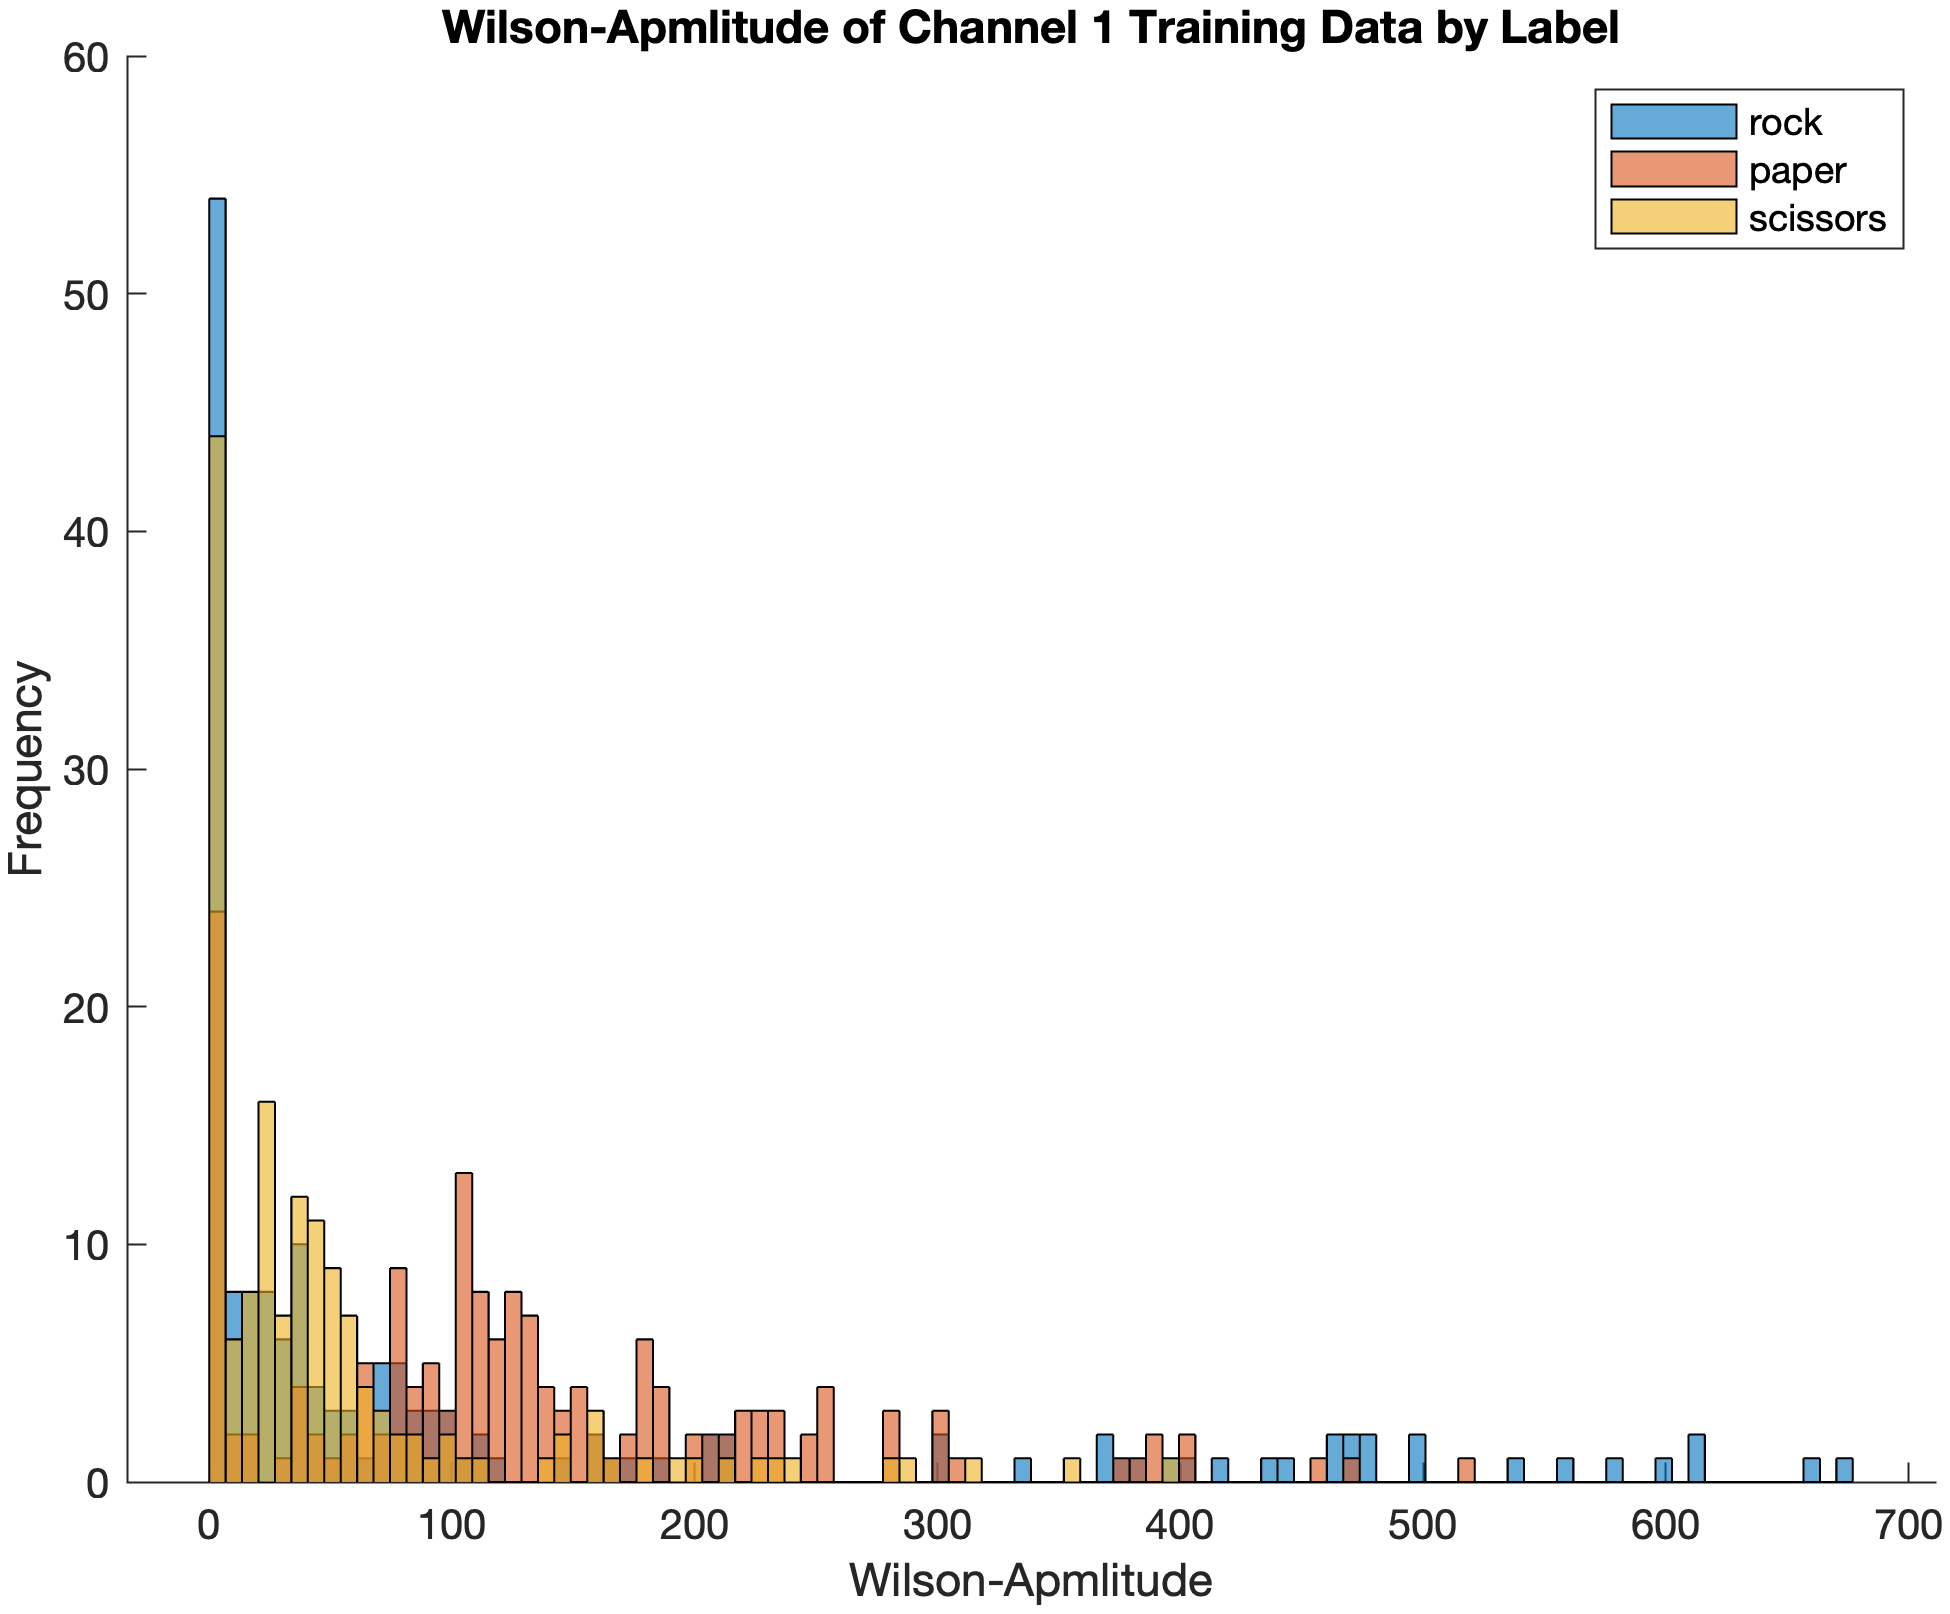 Wilson-Apmlitude of Channel 1 Training Data by Label
60
50
40
30
20
10
0
Frequency
rock
paper
scissors
0 100 200 300 400 500 600 700
Wilson-Apmlitude